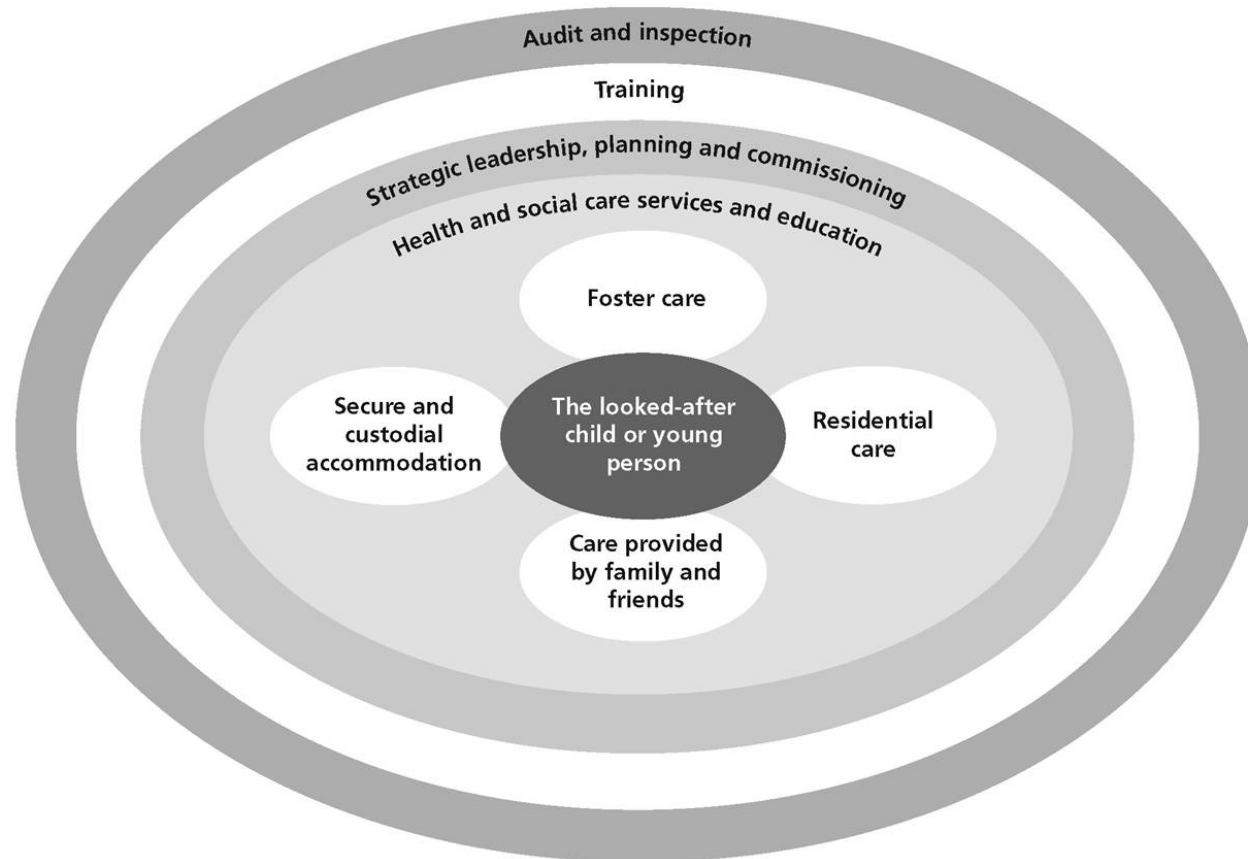 Audit and inspection
Training
Strategic leadership, planning and commissioning
Health and social care services and education
Foster care
Secure and
custodial
accommodation
The looked-after
child or young
person
Residential
care
Care provided
by family and
friends